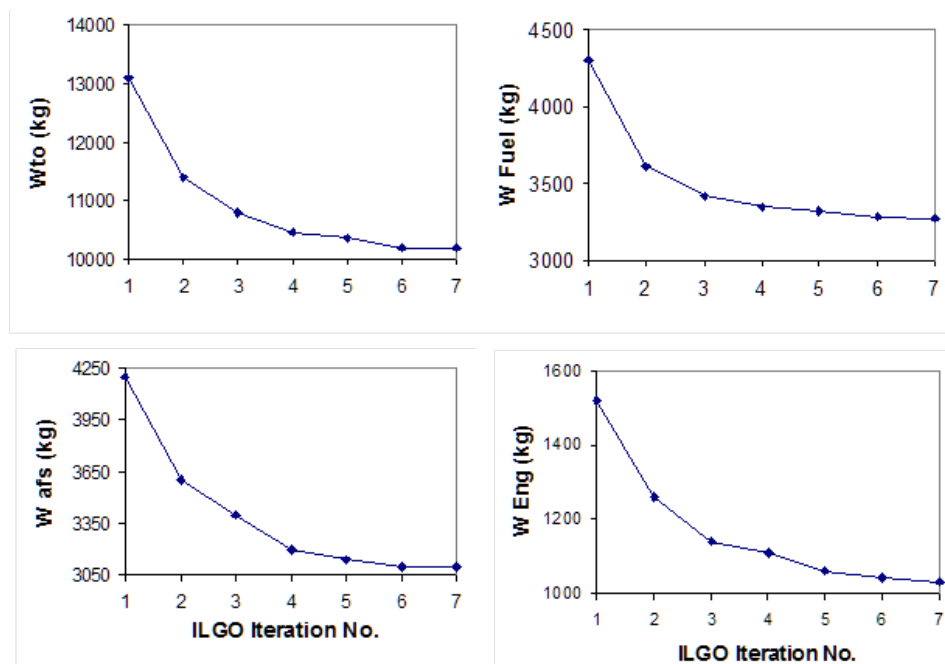 Wto (kg)
14000
13000
12000
11000
10000
1 2 3 4 5 6 7
W Fuel (kg)
4500
4000
3500
3000
1 2 3 4 5 6 7
W afs (kg)
4250
3950
3650
3350
3050
1 2 3 4 5 6 7
ILGO Iteration No.
W Eng (kg)
1600
1400
1200
1000
1 2 3 4 5 6 7
ILGO Iteration No.